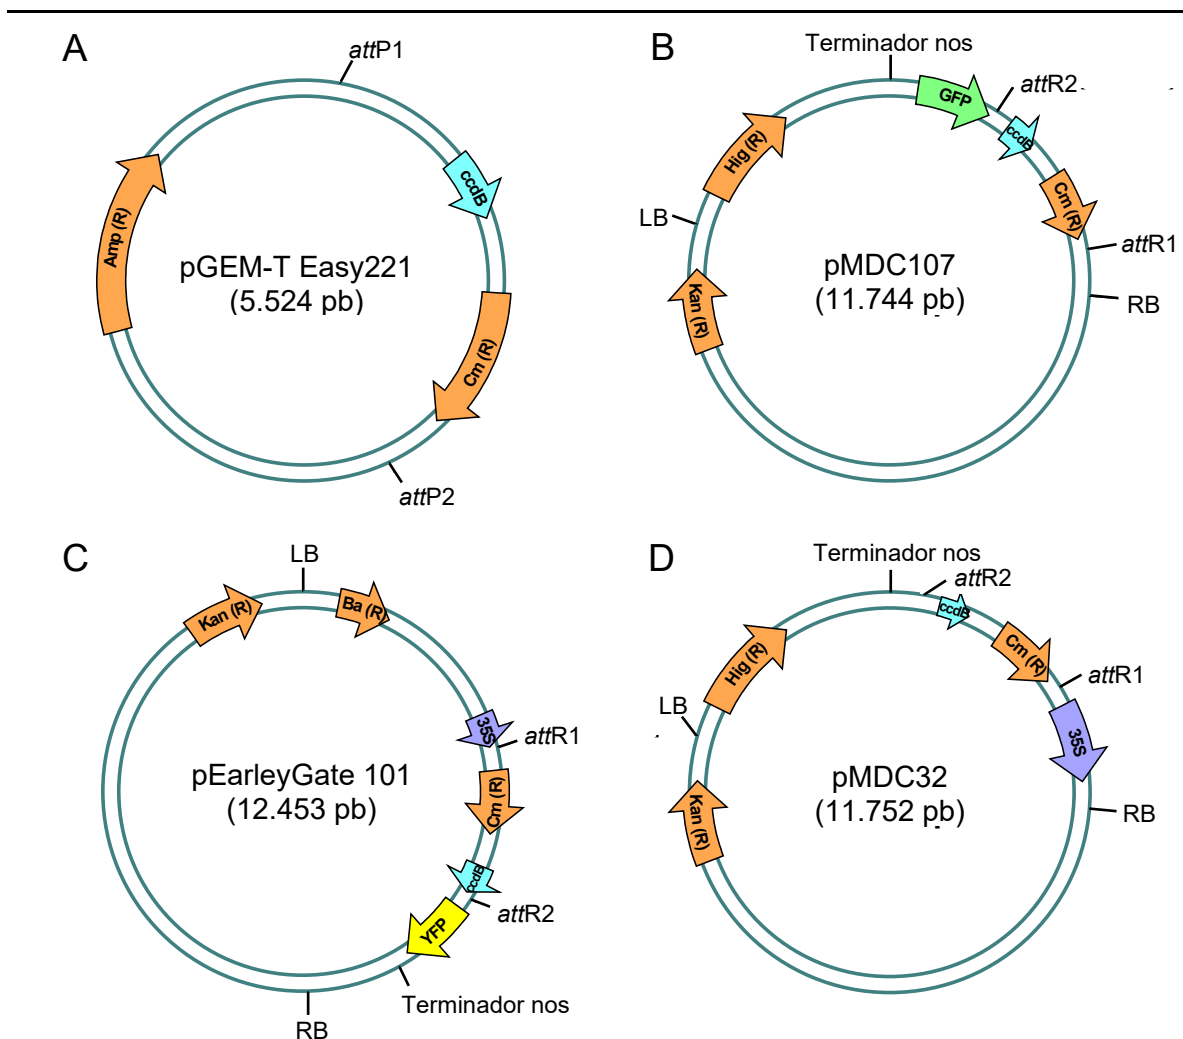 A
attP1
ccdB
Amp (R)
pGEM-T Easy221
(5.524 pb)
Cm (R)
attP2
B
Terminador nos
GFP
attR2
ccdB
Hig (R)
Cm (R)
LB
attR1
pMDC107
(11.744 pb)
RB
Kan (R)
C
LB
Kan (R)
Ba (R)
35S
attR1
pEarleyGate 101
(12.453 pb)
Cm (R)
ccdB
attR2
YFP
Terminador nos
RB
D
Terminador nos
attR2
ccdB
Cm (R)
Hig (R)
attR1
LB
35S
pMDC32
(11.752 pb)
RB
Kan (R)